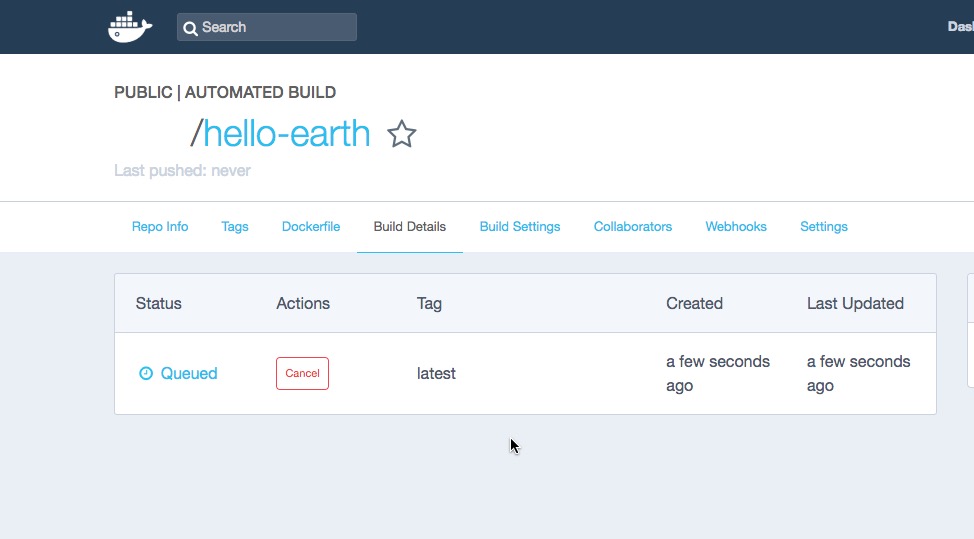 Search
Das
PUBLIC | AUTOMATED BUILD
/hello-earth
Last pushed: never
Repo Info Tags Dockerfile Build Details Build Settings Collaborators Webhooks Settings
Status Actions Tag Created Last Updated
Queued Cancel latest a few seconds ago a few seconds ago